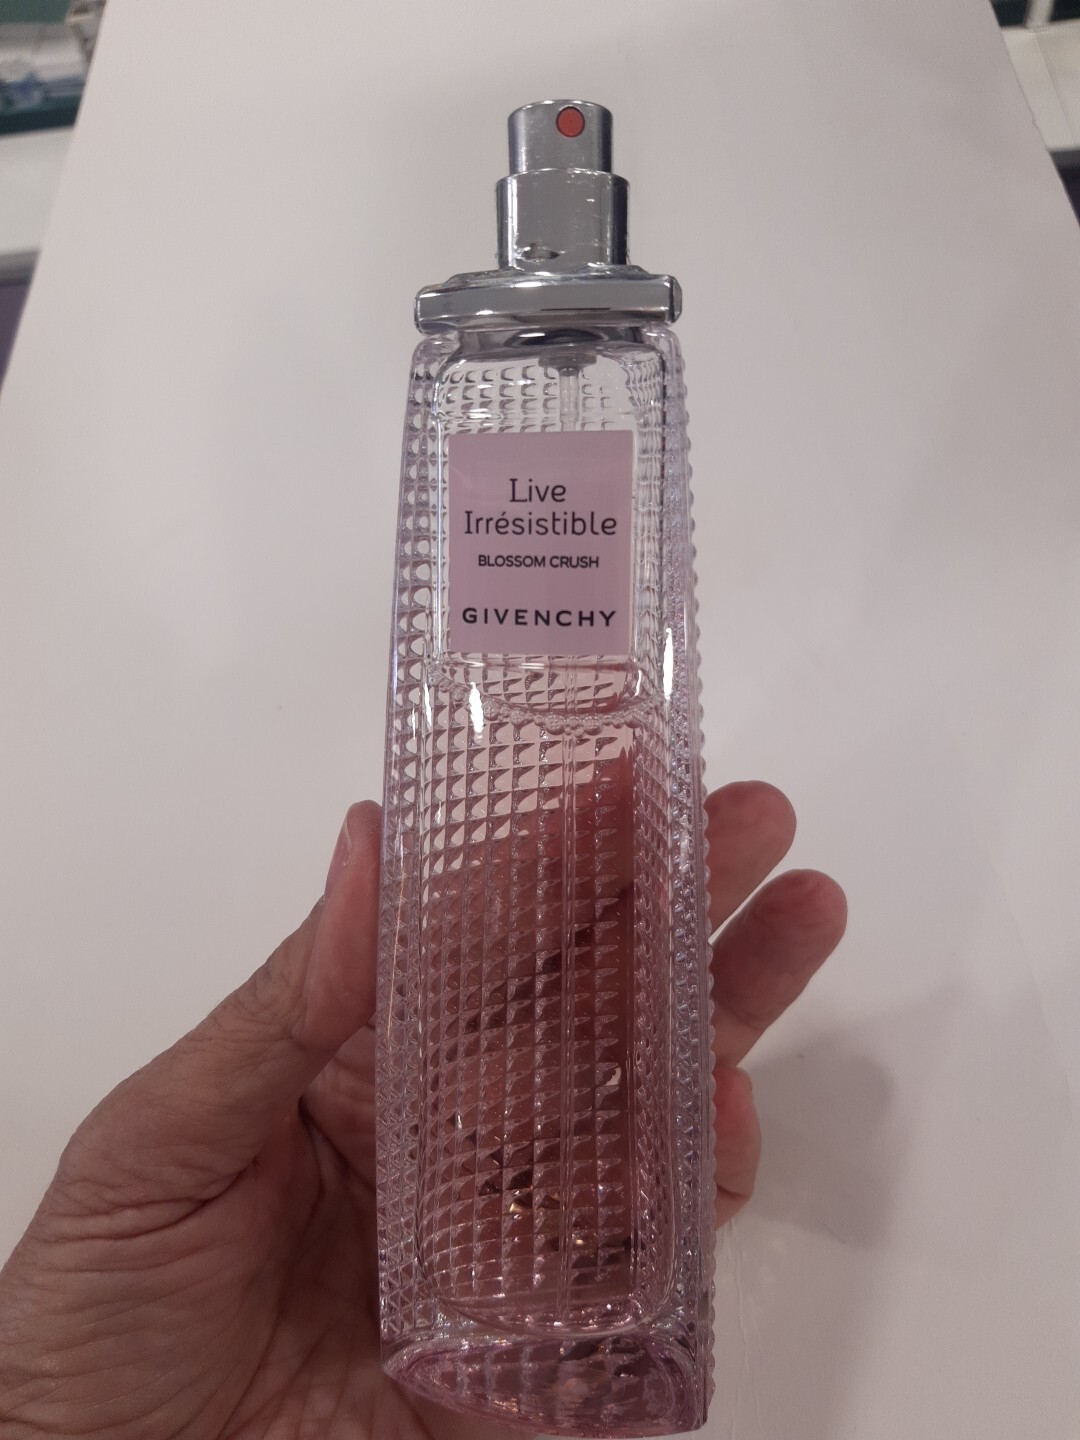 Live
Irrésistible
BLOSSOM CRUSH
GIVENCHY